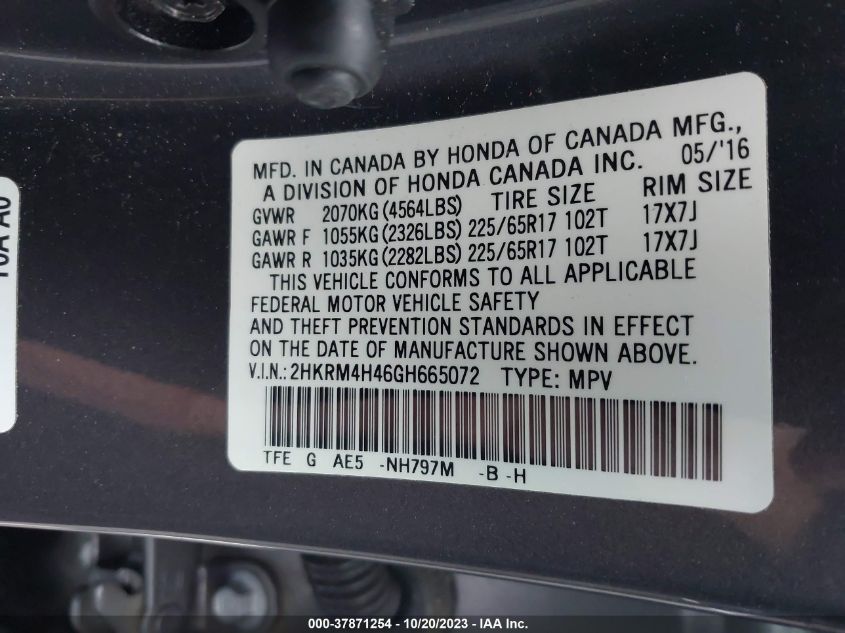 MFD. IN CANADA BY HONDA OF CANADA MFG.,
A DIVISION OF HONDA CANADA INC. 05/'16
GVWR 2070KG(4564LBS) TIRE SIZE RIM SIZE
GAWR F 1055KG(2326LBS) 225/65R17 102T 17X7J
GAWR R 1035KG(2282LBS) 225/65R17 102T 17X7J
THIS VEHICLE CONFORMS TO ALL APPLICABLE
FEDERAL MOTOR VEHICLE SAFETY
AND THEFT PREVENTION STANDARDS IN EFFECT
ON THE DATE OF MANUFACTURE SHOWN ABOVE.
V.I.N.:2HKRM4H46GH665072 TYPE: MPV
TFE G AE5 -NH797M -B -H
000-37871254 - 10/20/2023 - IAA Inc.